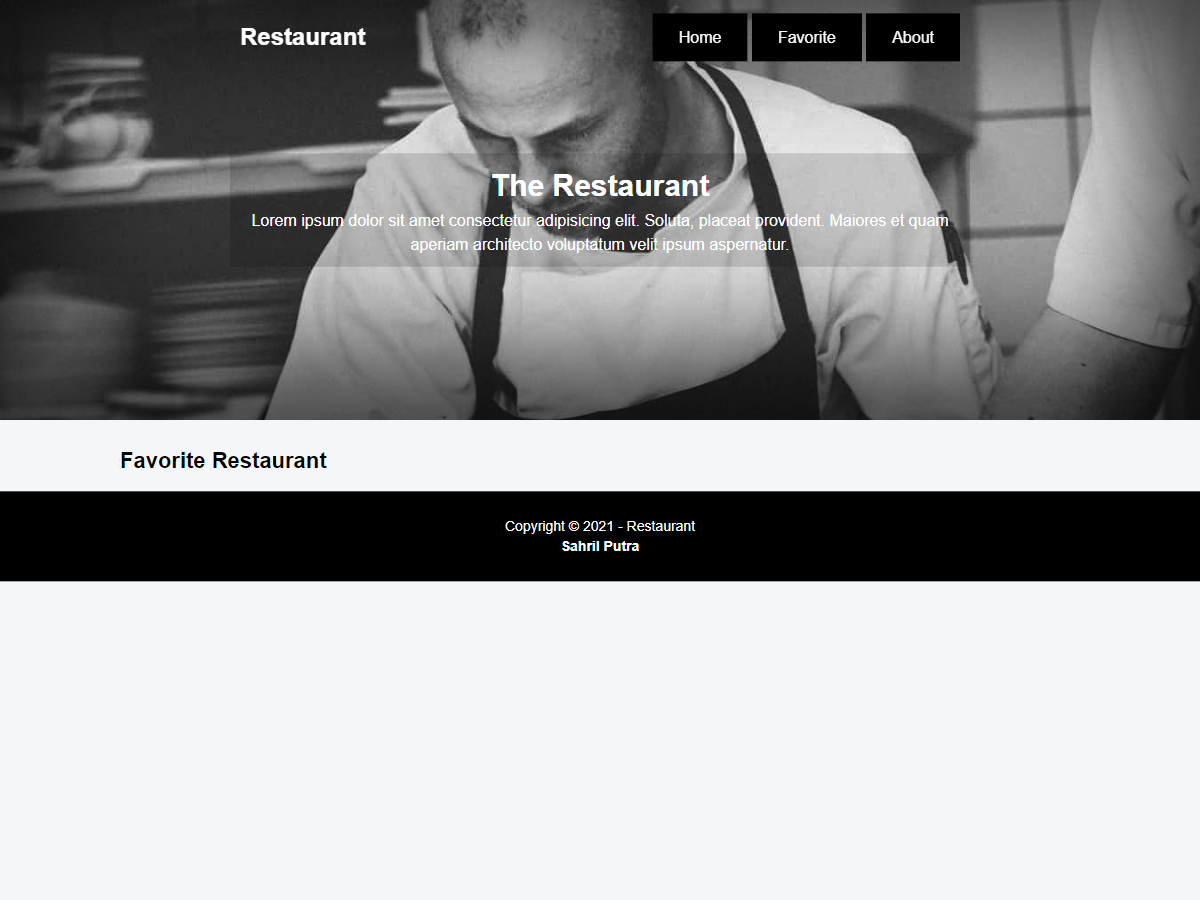 Restaurant
Home
Favorite
About
The Restaurant
Lorem ipsum dolor sit amet consectetur adipisicing elit. Soluta, placeat provident. Maiores et quam
aperiam architecto voluptatum velit ipsum aspernatur.
Favorite Restaurant
Copyright © 2021 - Restaurant
Sahril Putra